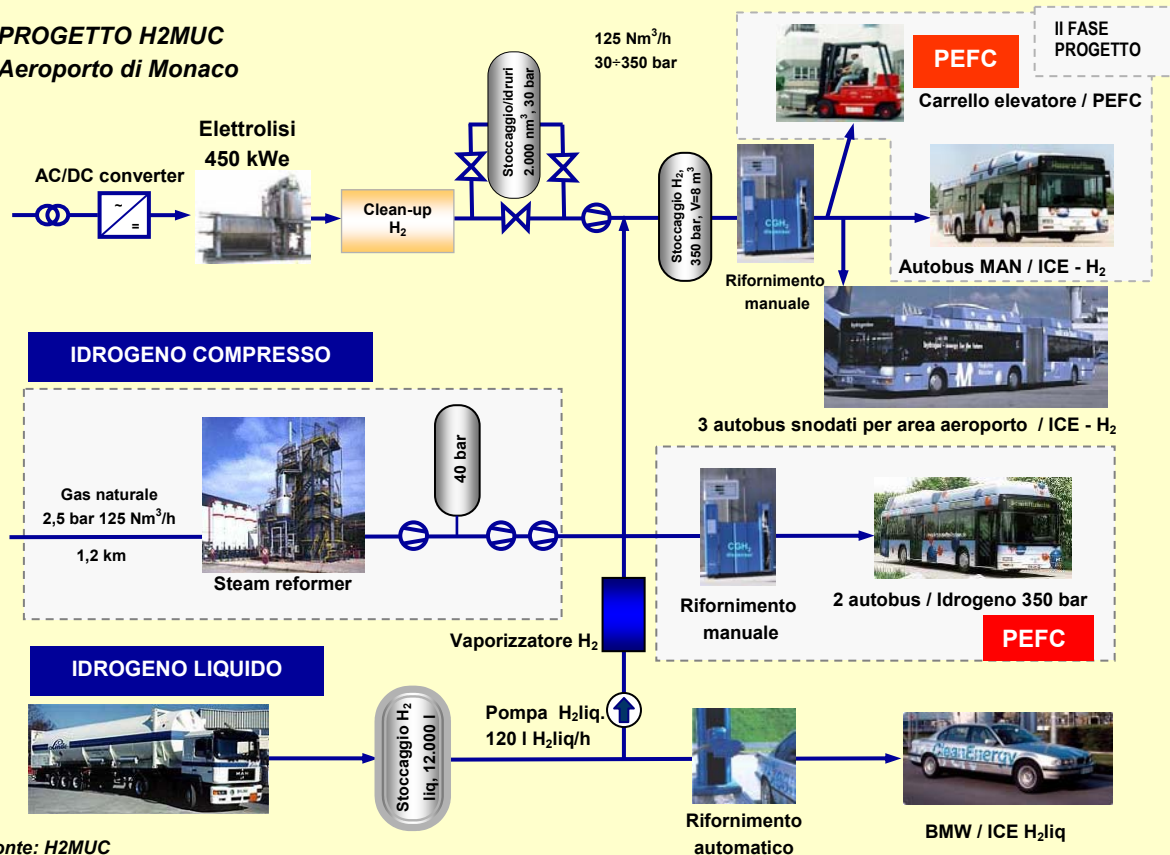 PROGETTO H2MUC
Aeroporto di Monaco
125 Nm³/h
30÷350 bar
II FASE
PROGETTO
PEFC
Carrello elevatore / PEFC
Elettrolisi
450 kWe
Stoccaggio/idruri
2.000 nm³, 30 bar
AC/DC converter
~
=
Clean-up
H₂
Stoccaggio H₂,
350 bar, V=8 m³
CGH₂
dispenser
Rifornimento
manuale
Autobus MAN / ICE - H₂
3 autobus snodati per area aeroporto / ICE - H₂
IDROGENO COMPRESSO
Gas naturale
2,5 bar 125 Nm³/h
1,2 km
Steam reformer
40 bar
CGH₂
dispenser
Rifornimento
manuale
2 autobus / Idrogeno 350 bar
PEFC
Vaporizzatore H₂
IDROGENO LIQUIDO
Linde
MAN
Stoccaggio H₂
liq, 12.000 l
Pompa H₂liq.
120 l H₂liq/h
Rifornimento
automatico
CleanEnergy
BMW / ICE H₂liq
onte: H2MUC